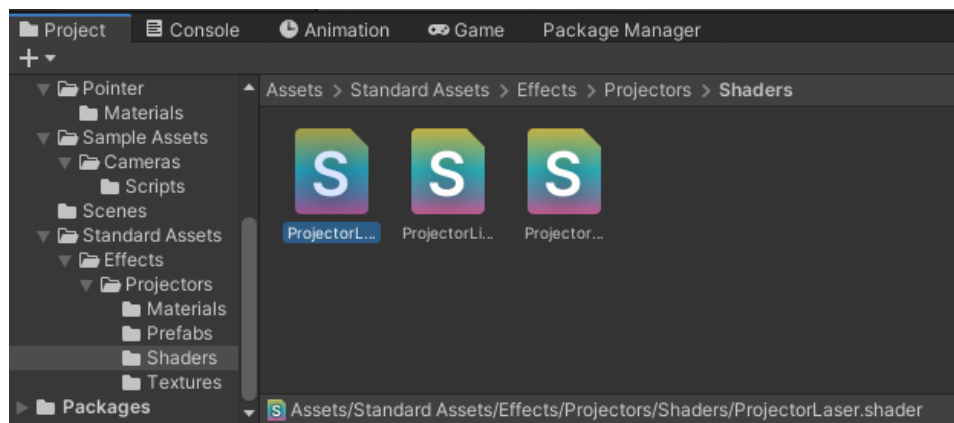 Project Console Animation Game Package Manager
Pointer
Materials
Sample Assets
Cameras
Scripts
Scenes
Standard Assets
Effects
Projectors
Materials
Prefabs
Shaders
Textures
Packages
Assets > Standard Assets > Effects > Projectors > Shaders
S S S
ProjectorL... ProjectorLi... Projector...
S Assets/Standard Assets/Effects/Projectors/Shaders/ProjectorLaser.shader